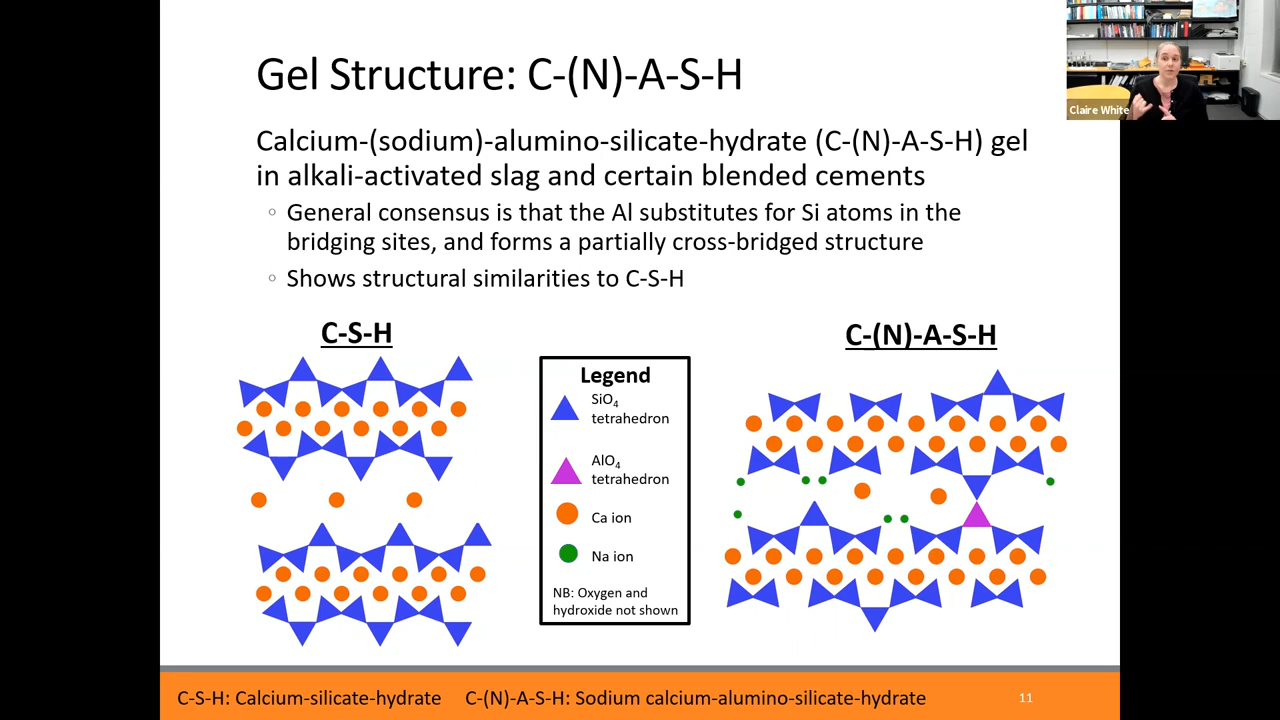 Gel Structure: C-(N)-A-S-H
Claire White
Calcium-(sodium)-alumino-silicate-hydrate (C-(N)-A-S-H) gel
in alkali-activated slag and certain blended cements
◦ General consensus is that the Al substitutes for Si atoms in the
bridging sites, and forms a partially cross-bridged structure
◦ Shows structural similarities to C-S-H
C-S-H
Legend
SiO₄
tetrahedron
AlO₄
tetrahedron
Ca ion
Na ion
NB: Oxygen and
hydroxide not shown
C-(N)-A-S-H
C-S-H: Calcium-silicate-hydrate C-(N)-A-S-H: Sodium calcium-alumino-silicate-hydrate
11